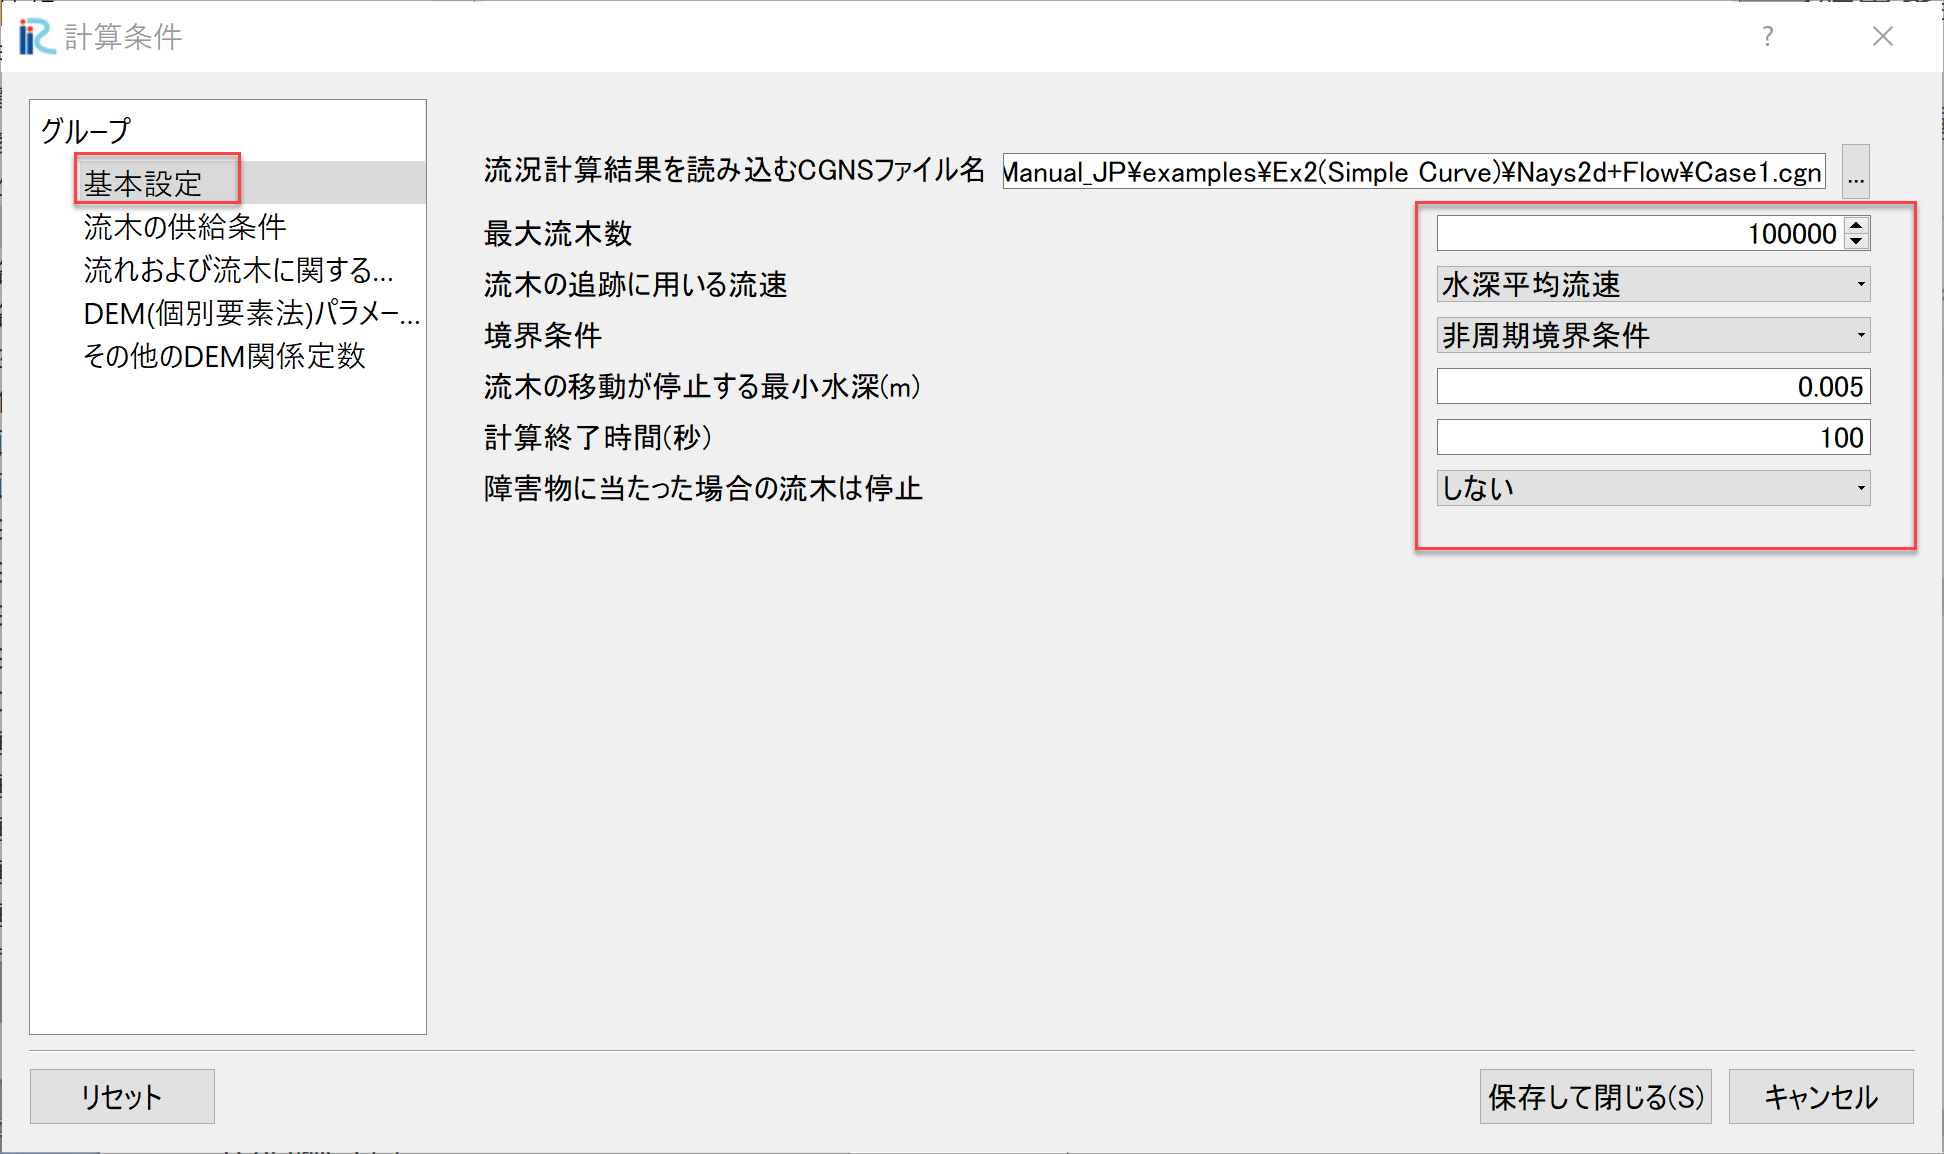 iRIC 計算条件
グループ
基本設定
流木の供給条件
流れおよび流木に関する...
DEM(個別要素法)パラメー...
その他のDEM関係定数
流況計算結果を読み込むCGNSファイル名 Manual_JP¥examples¥Ex2(Simple Curve)¥Nays2d+Flow¥Case1.cgn ...
最大流木数 100000
流木の追跡に用いる流速 水深平均流速
境界条件 非周期境界条件
流木の移動が停止する最小水深(m) 0.005
計算終了時間(秒) 100
障害物に当たった場合の流木は停止 しない
リセット
保存して閉じる(S)
キャンセル